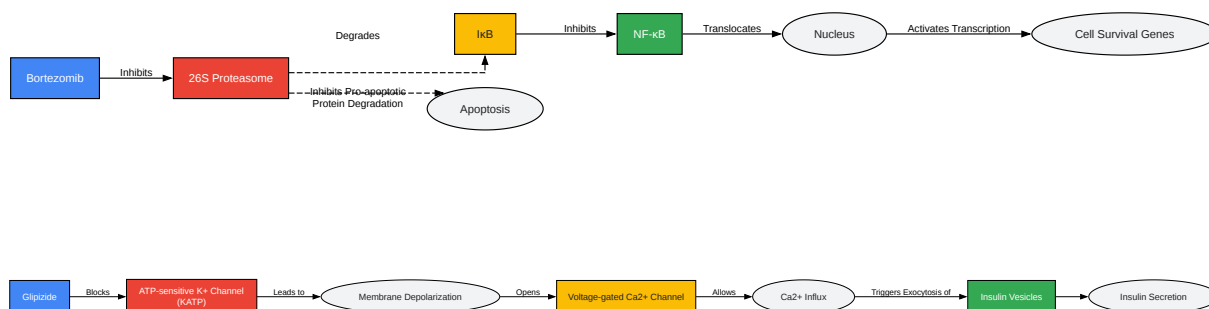 Degrades
IκB
Inhibits
NF-κB
Translocates
Nucleus
Activates Transcription
Cell Survival Genes
Bortezomib
Inhibits
26S Proteasome
Inhibits Pro-apoptotic
Protein Degradation
Apoptosis
Glipizide
Blocks
ATP-sensitive K+ Channel
(KATP)
Leads to
Membrane Depolarization
Opens
Voltage-gated Ca2+ Channel
Allows
Ca2+ Influx
Triggers Exocytosis of
Insulin Vesicles
Insulin Secretion